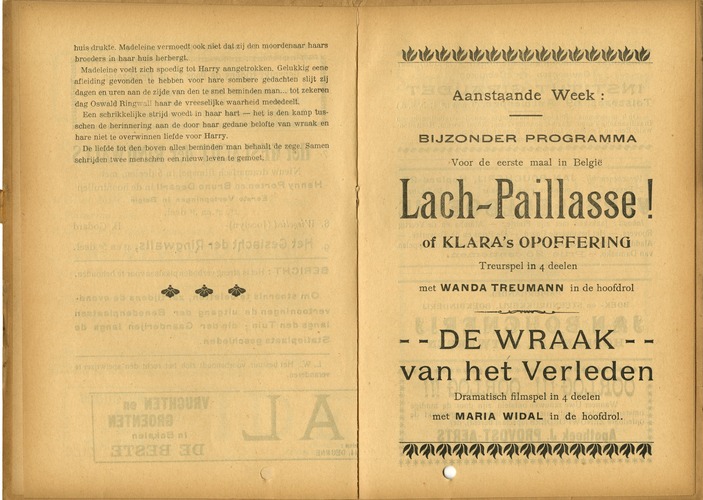 huis drukte. Madeleine vermoedt ook niet dat zij den moordenaar haars
broeders in haar huis herbergt.
Madeleine voelt zich spoedig tot Harry aangetrokken. Gelukkig eene
afleiding gevonden te hebben voor hare sombere gedachten slijt zij
dagen en uren aan de zijde van den te snel beminden man... tot zekeren
dag Oswald Ringwall haar de vreeselijke waarheid mededeelt.
Een schrikkelijke strijd woedt in haar hart — het is den kamp tus-
schen de herinnering aan de door haar gedane belofte van wraak en
hare niet te overwinnen liefde voor Harry.
De liefde tot den boven alles beminden man behaalt de zege. Samen
schrijden twee menschen een nieuw leven te gemoet.
Aanstaande Week :
BIJZONDER PROGRAMMA
Voor de eerste maal in België
Lach-Paillasse !
of KLARA's OPOFFERING
Treurspel in 4 deelen
met WANDA TREUMANN in de hoofdrol
-- DE WRAAK --
van het Verleden
Dramatisch filmspel in 4 deelen
met MARIA WIDAL in de hoofdrol.